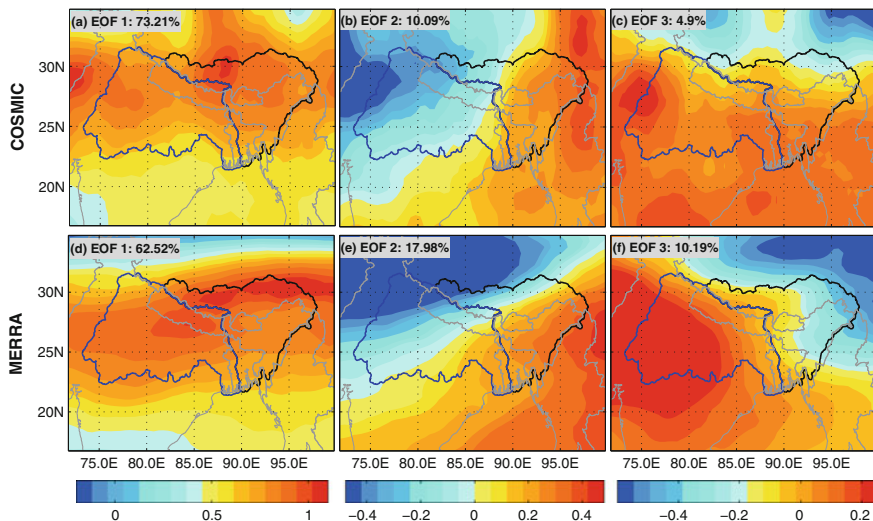 (a) EOF 1: 73.21%
(b) EOF 2: 10.09%
(c) EOF 3: 4.9%
COSMIC
30N
25N
20N
(d) EOF 1: 62.52%
(e) EOF 2: 17.98%
(f) EOF 3: 10.19%
MERRA
30N
25N
20N
75.0E 80.0E 85.0E 90.0E 95.0E
75.0E 80.0E 85.0E 90.0E 95.0E
75.0E 80.0E 85.0E 90.0E 95.0E
0 0.5 1
−0.4 −0.2 0 0.2 0.4
−0.4 −0.2 0 0.2